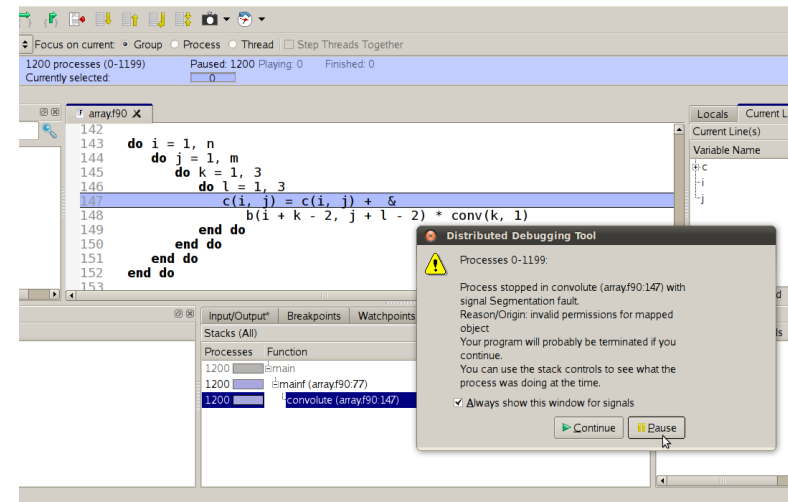 Focus on current: Group Process Thread Step Threads Together
1200 processes (0-1199) Paused: 1200 Playing: 0 Finished: 0
Currently selected: 0
F array.f90 X
Locals Current L
Current Line(s)
Variable Name
c
i
j
142
143 do i = 1, n
144 do j = 1, m
145 do k = 1, 3
146 do l = 1, 3
147 c(i, j) = c(i, j) + &
148 b(i + k - 2, j + l - 2) * conv(k, 1)
149 end do
150 end do
151 end do
152 end do
153
Distributed Debugging Tool
Processes 0-1199:
Process stopped in convolute (array.f90:147) with
signal Segmentation fault.
Reason/Origin: invalid permissions for mapped
object
Your program will probably be terminated if you
continue.
You can use the stack controls to see what the
process was doing at the time.
Always show this window for signals
Continue Pause
Input/Output* Breakpoints Watchpoints
Stacks (All)
Processes Function
1200 main
1200 mainf (array.f90:77)
1200 convolute (array.f90:147)